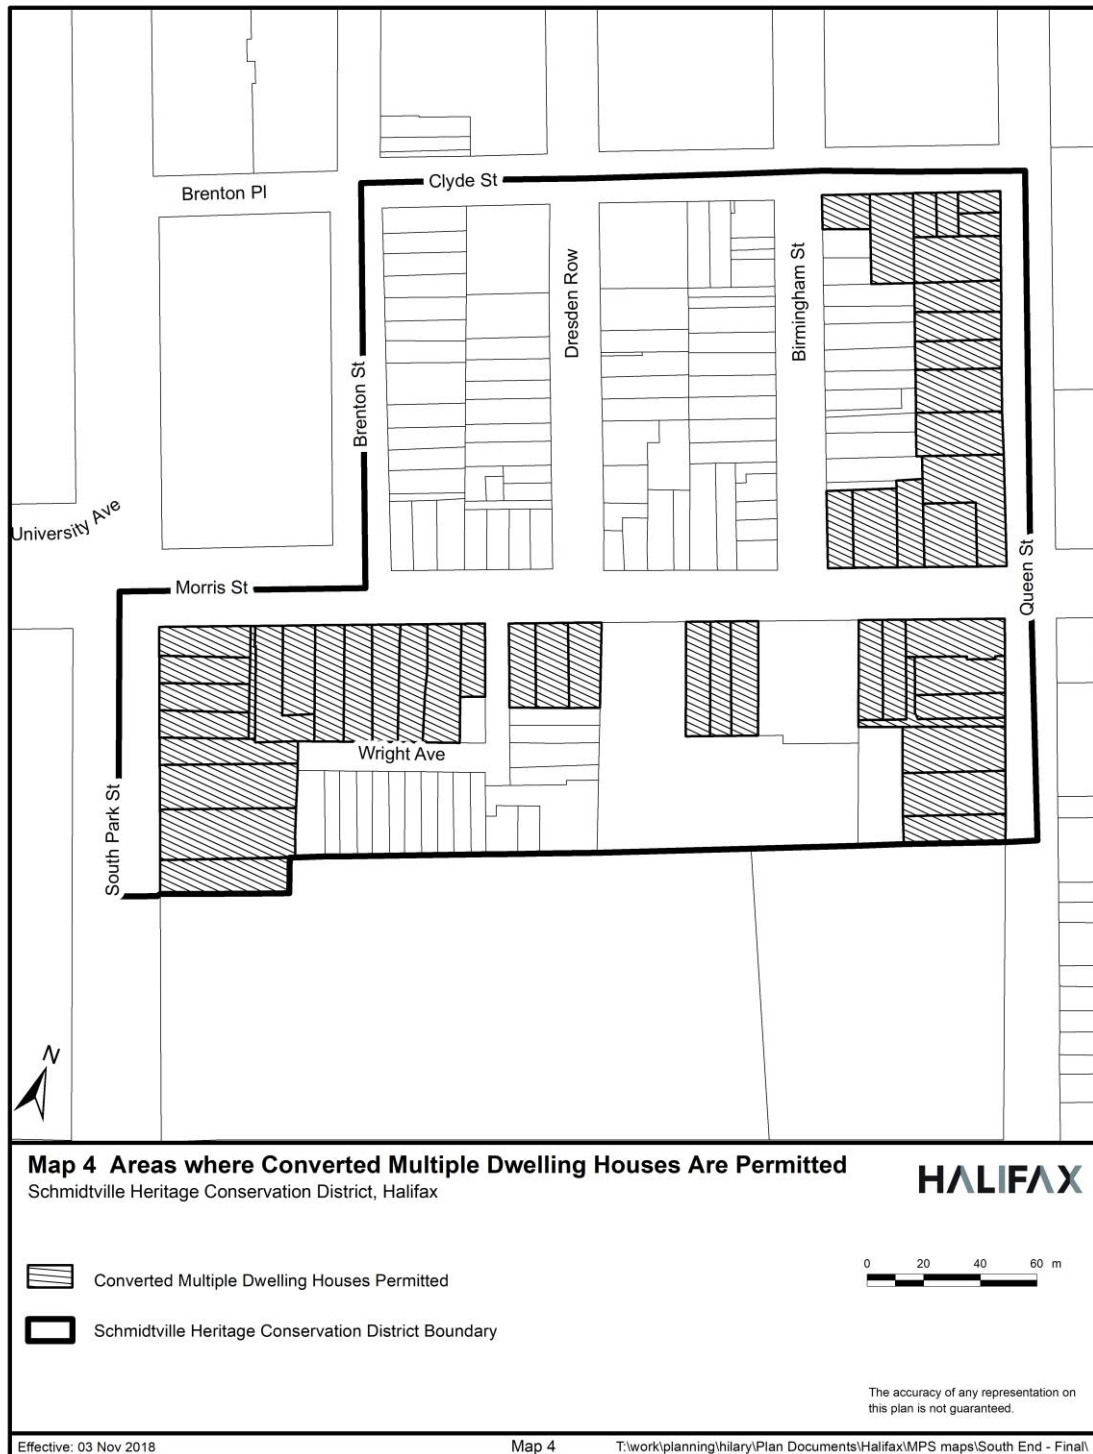 Brenton Pl
Clyde St
Dresden Row
Birmingham St
Brenton St
University Ave
Morris St
Queen St
Wright Ave
South Park St
N
Map 4 Areas where Converted Multiple Dwelling Houses Are Permitted
Schmidtville Heritage Conservation District, Halifax
HALIFAX
0 20 40 60 m
Converted Multiple Dwelling Houses Permitted
Schmidtville Heritage Conservation District Boundary
The accuracy of any representation on
this plan is not guaranteed.
Effective: 03 Nov 2018 Map 4 T:\work\planning\hilary\Plan Documents\Halifax\MPS maps\South End - Final\